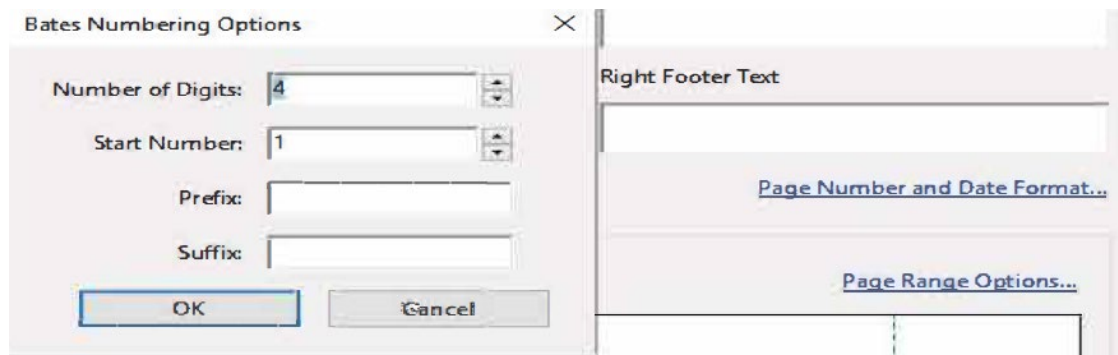 Bates Numbering Options
Number of Digits: 4
Start Number: 1
Prefix:
Suffix:
OK Cancel
Right Footer Text
Page Number and Date Format...
Page Range Options...